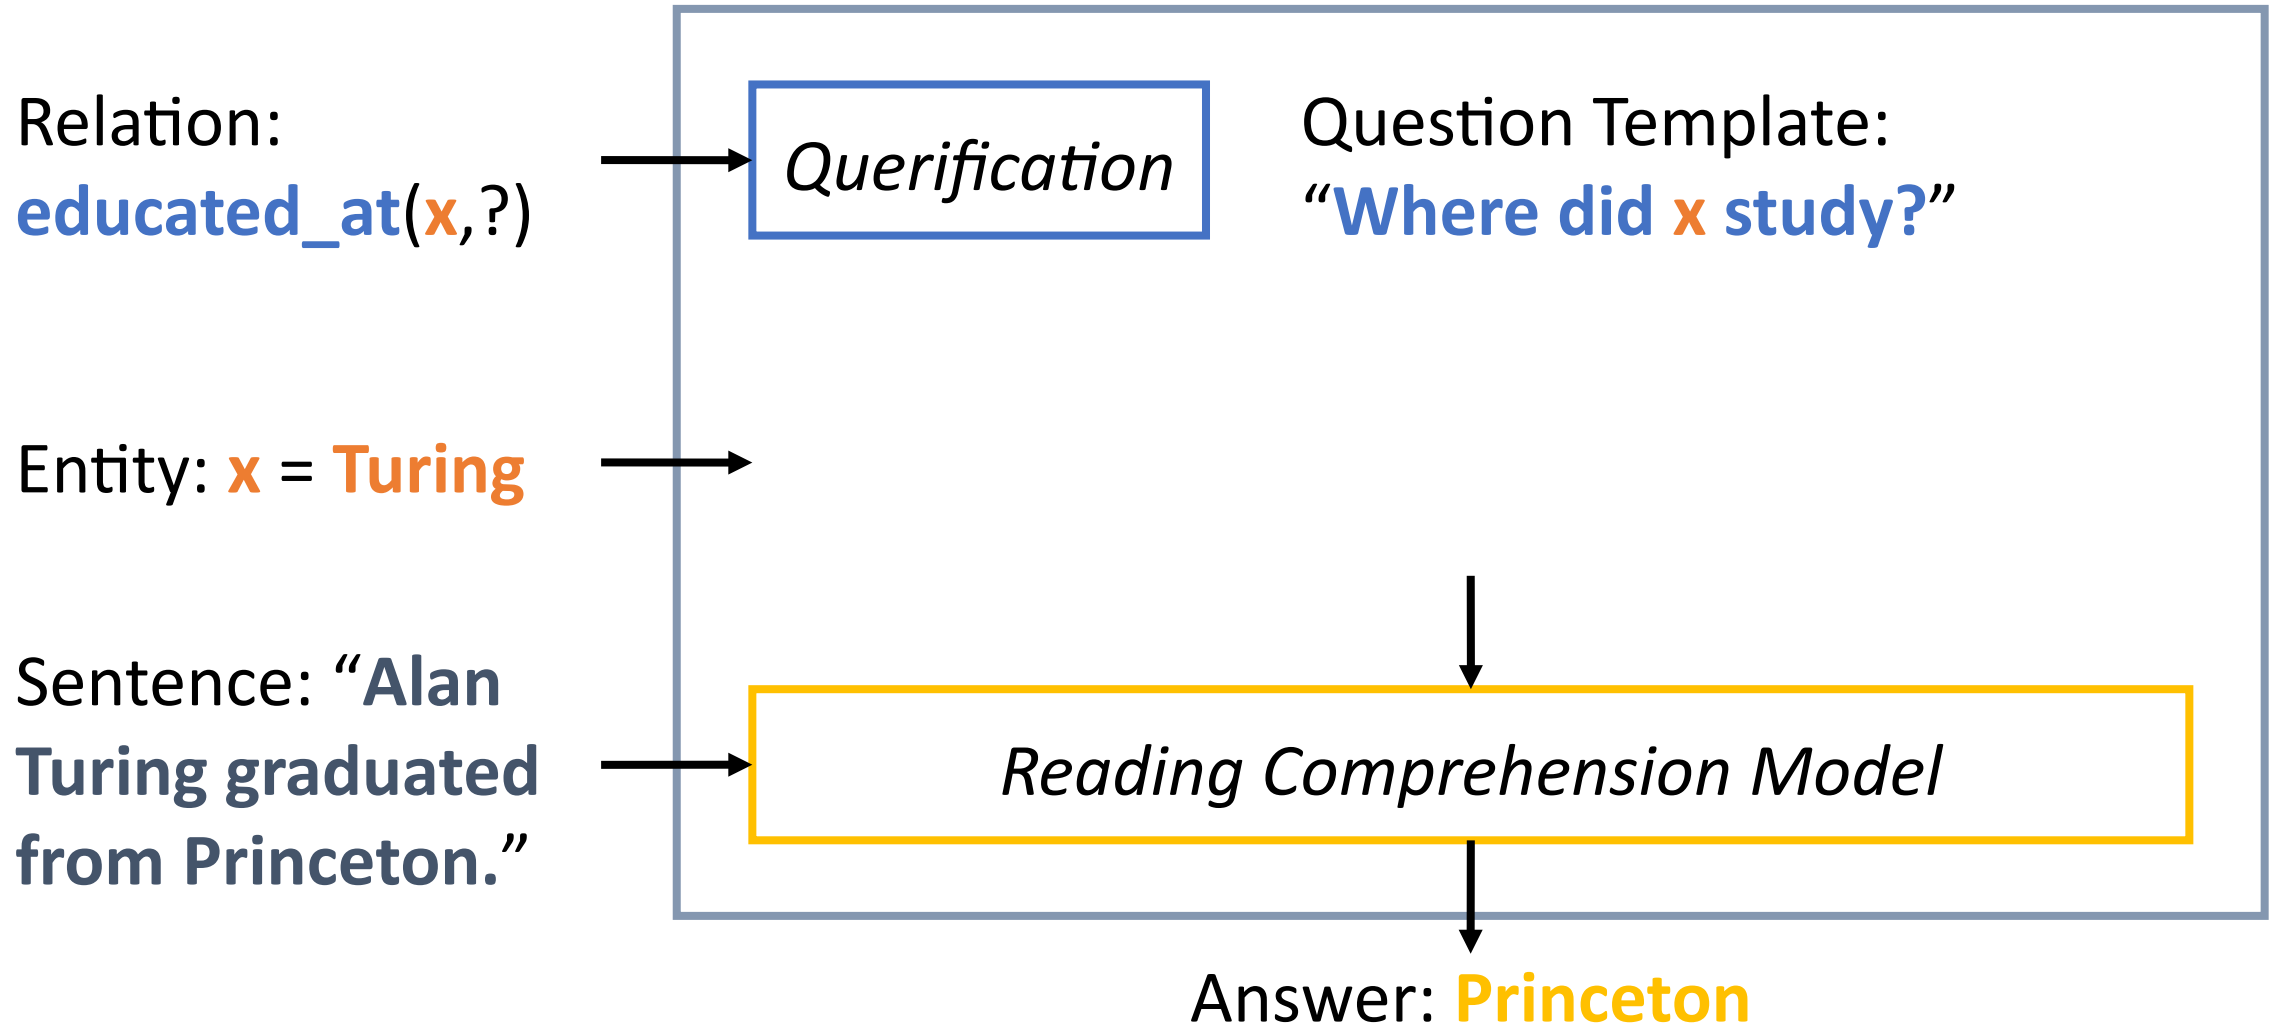 Relation:
educated_at(x,?)
Querification
Question Template:
“Where did x study?”
Entity: x = Turing
Sentence: “Alan
Turing graduated
from Princeton.”
Reading Comprehension Model
Answer: Princeton